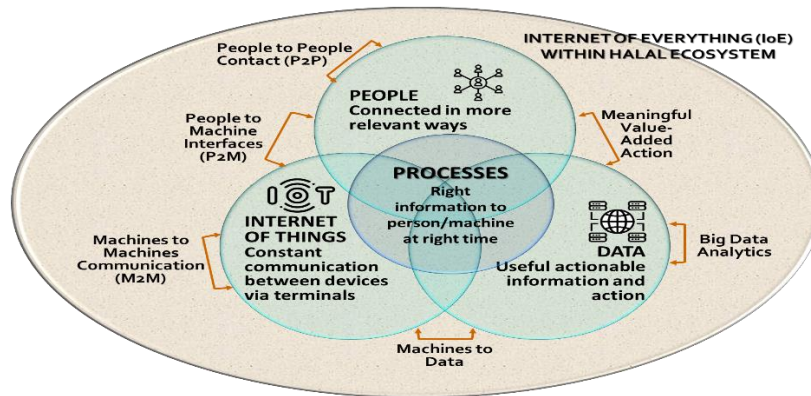 INTERNET OF EVERYTHING (IoE)
WITHIN HALAL ECOSYSTEM
People to People
Contact (P2P)
PEOPLE
Connected in more
relevant ways
People to
Machine
Interfaces
(P2M)
Meaningful
Value-
Added
Action
PROCESSES
Right
information to
person/machine
at right time
IOT
INTERNET
OF THINGS
Constant
communication
between devices
via terminals
DATA
Useful actionable
information and
action
Machines to
Machines
Communication
(M2M)
Big Data
Analytics
Machines to
Data